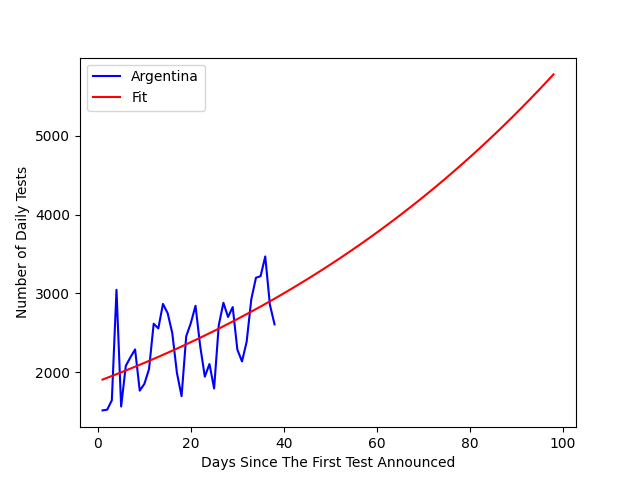 Argentina
Fit
Number of Daily Tests
5000
4000
3000
2000
0
20
40
60
80
100
Days Since The First Test Announced